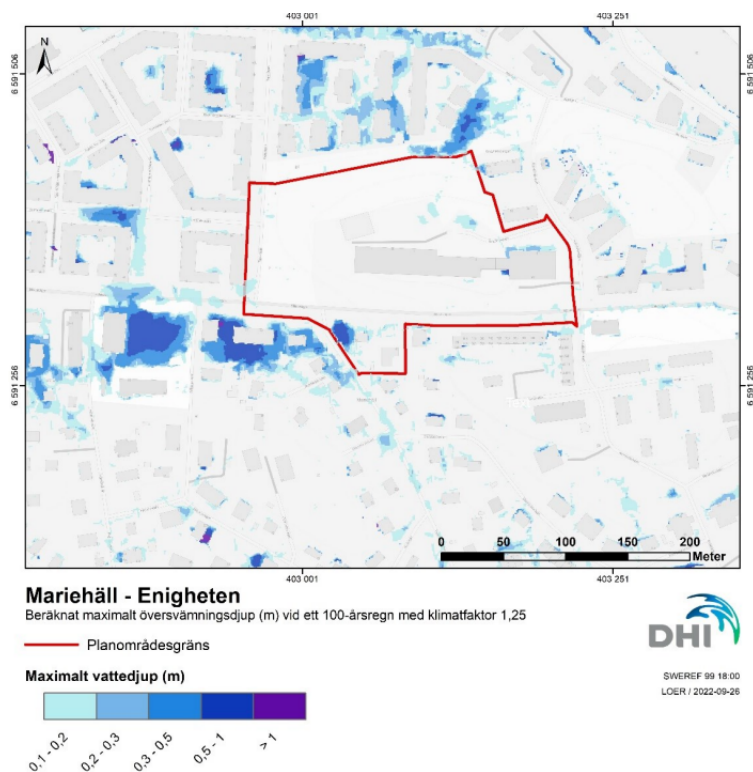 403 001
403 251
6 591 506
6 591 506
N
6 591 256
6 591 256
0 50 100 150 200
Meter
403 001
403 251
Mariehäll - Enigheten
Beräknat maximalt översvämningsdjup (m) vid ett 100-årsregn med klimatfaktor 1,25
Planområdesgräns
DHI
Maximalt vattedjup (m)
SWEREF 99 18:00
LOER / 2022-09-26
0,1 - 0,2
0,2 - 0,3
0,3 - 0,5
0,5 - 1
> 1